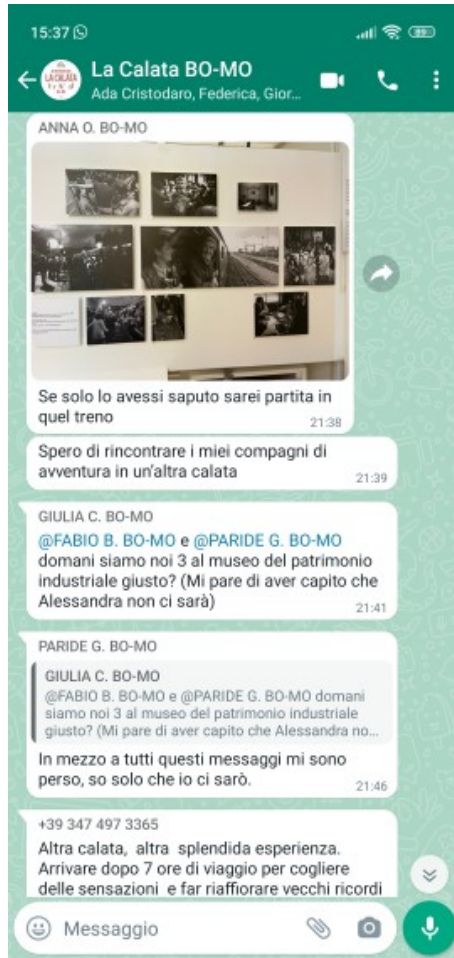 15:37
La Calata BO-MO
Ada Cristodaro, Federica, Gior...
LA CALATA
ANNA O. BO-MO
Se solo lo avessi saputo sarei partita in
quel treno
21:38
Spero di rincontrare i miei compagni di
avventura in un'altra calata
21:39
GIULIA C. BO-MO
@FABIO B. BO-MO e @PARIDE G. BO-MO
domani siamo noi 3 al museo del patrimonio
industriale giusto? (Mi pare di aver capito che
Alessandra non ci sarà)
21:41
PARIDE G. BO-MO
GIULIA C. BO-MO
@FABIO B. BO-MO e @PARIDE G. BO-MO domani
siamo noi 3 al museo del patrimonio industriale
giusto? (Mi pare di aver capito che Alessandra no...
In mezzo a tutti questi messaggi mi sono
perso, so solo che io ci sarò.
21:46
+39 347 497 3365
Altra calata, altra splendida esperienza.
Arrivare dopo 7 ore di viaggio per cogliere
delle sensazioni e far riaffiorare vecchi ricordi
Messaggio